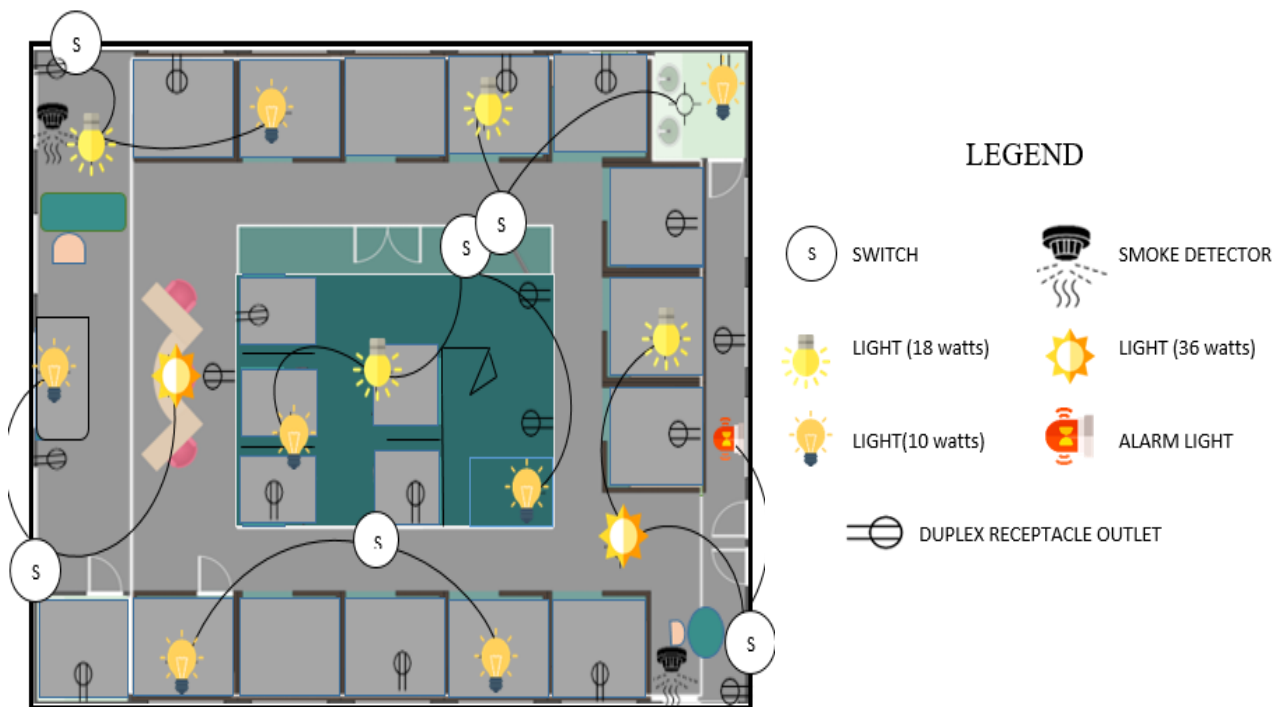 S
LEGEND
S
S
S
SWITCH
SMOKE DETECTOR
LIGHT (18 watts)
LIGHT (36 watts)
LIGHT(10 watts)
ALARM LIGHT
DUPLEX RECEPTACLE OUTLET
S
S
S